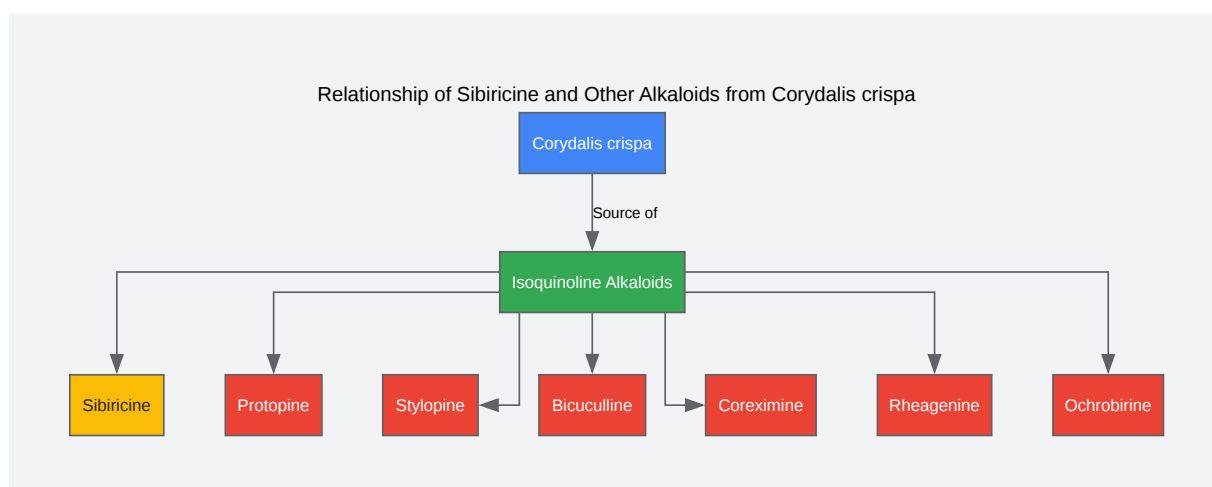 Relationship of Sibiricine and Other Alkaloids from Corydalis crispa
Corydalis crispa
Source of
Isoquinoline Alkaloids
Sibiricine
Protopine
Stylopine
Bicuculline
Coreximine
Rheagenine
Ochrobirine